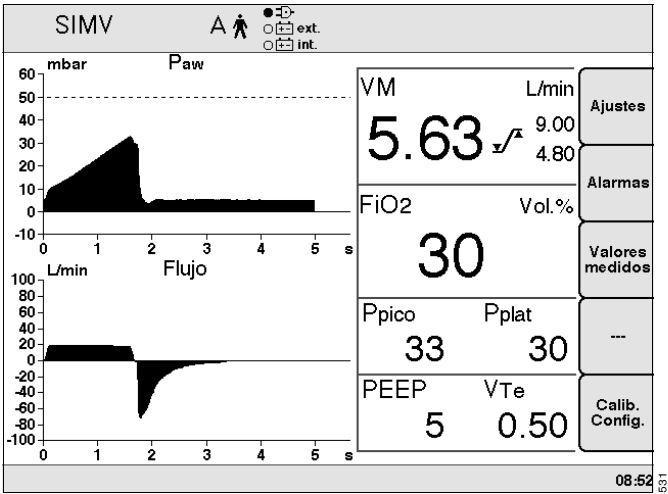 SIMV
A
ext.
int.
mbar Paw
60
50
40
30
20
10
0
-10
0 1 2 3 4 5 s
L/min Flujo
100
80
60
40
20
0
-20
-40
-60
-80
-100
0 1 2 3 4 5 s
VM L/min
5.63 9.00
4.80
FiO2 Vol.%
30
Ppico Pplat
33 30
PEEP VTe
5 0.50
Ajustes
Alarmas
Valores
medidos
---
Calib.
Config.
08:52
531